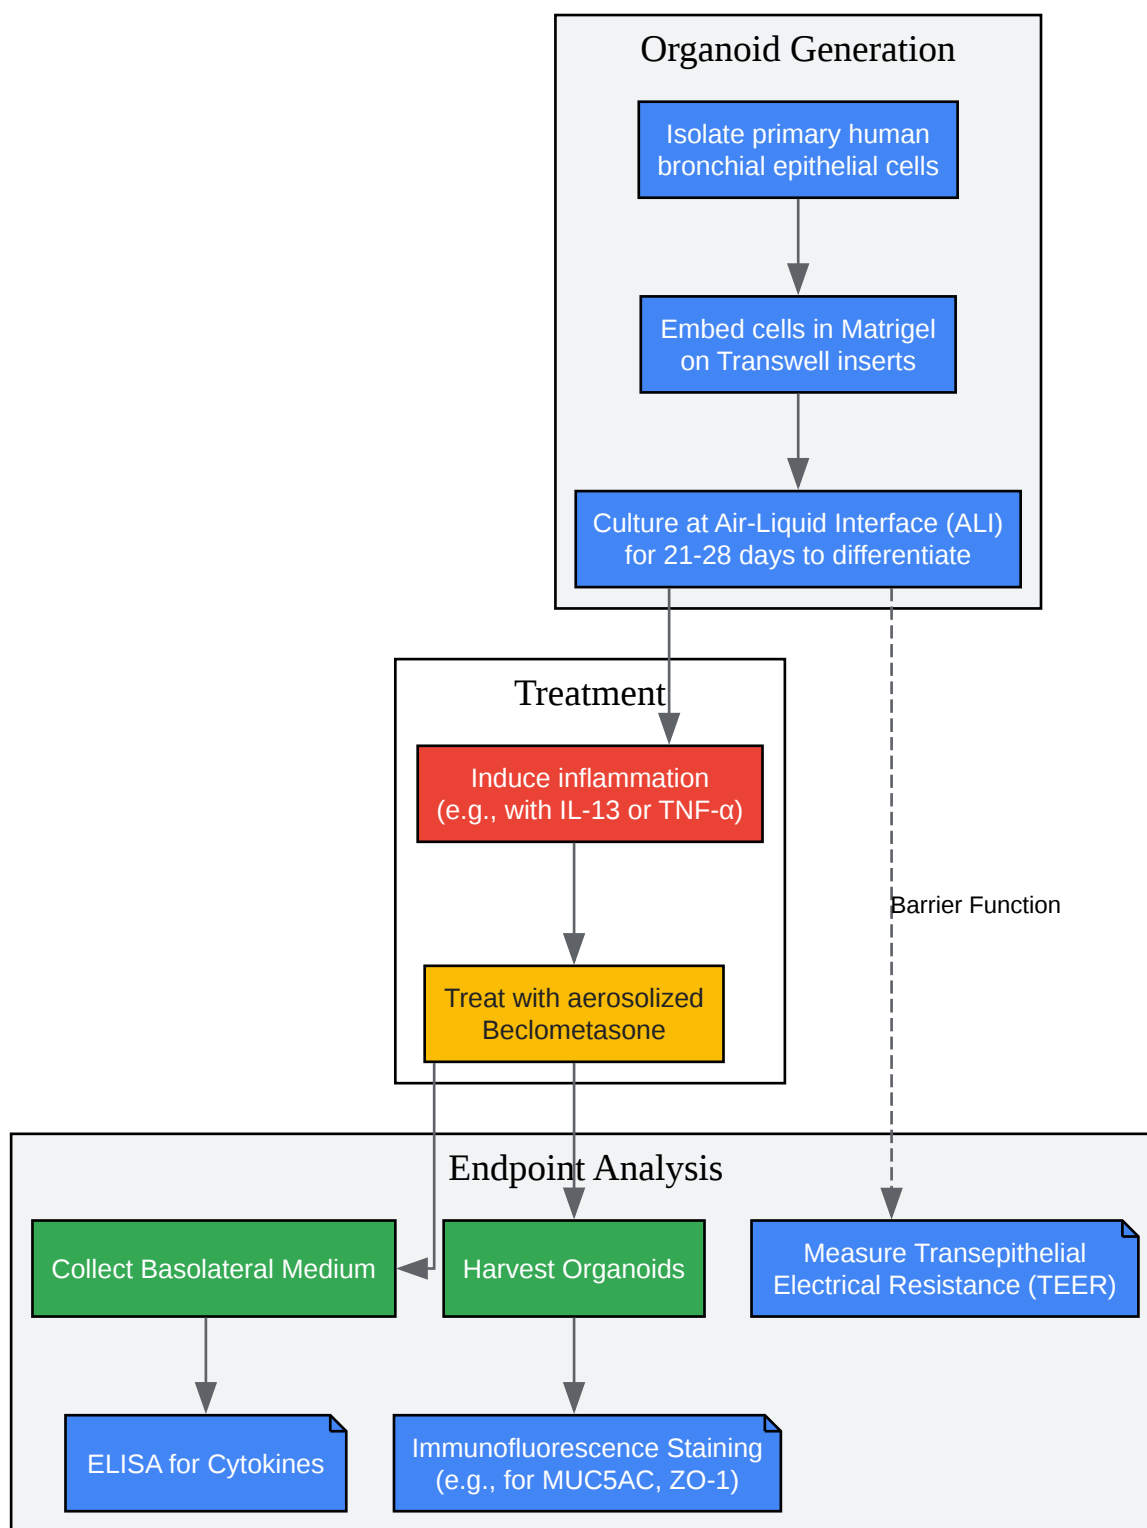 Organoid Generation
Isolate primary human
bronchial epithelial cells
Embed cells in Matrigel
on Transwell inserts
Culture at Air-Liquid Interface (ALI)
for 21-28 days to differentiate
Treatment
Induce inflammation
(e.g., with IL-13 or TNF-α)
Barrier Function
Treat with aerosolized
Beclometasone
Endpoint Analysis
Collect Basolateral Medium
Harvest Organoids
Measure Transepithelial
Electrical Resistance (TEER)
ELISA for Cytokines
Immunofluorescence Staining
(e.g., for MUC5AC, ZO-1)